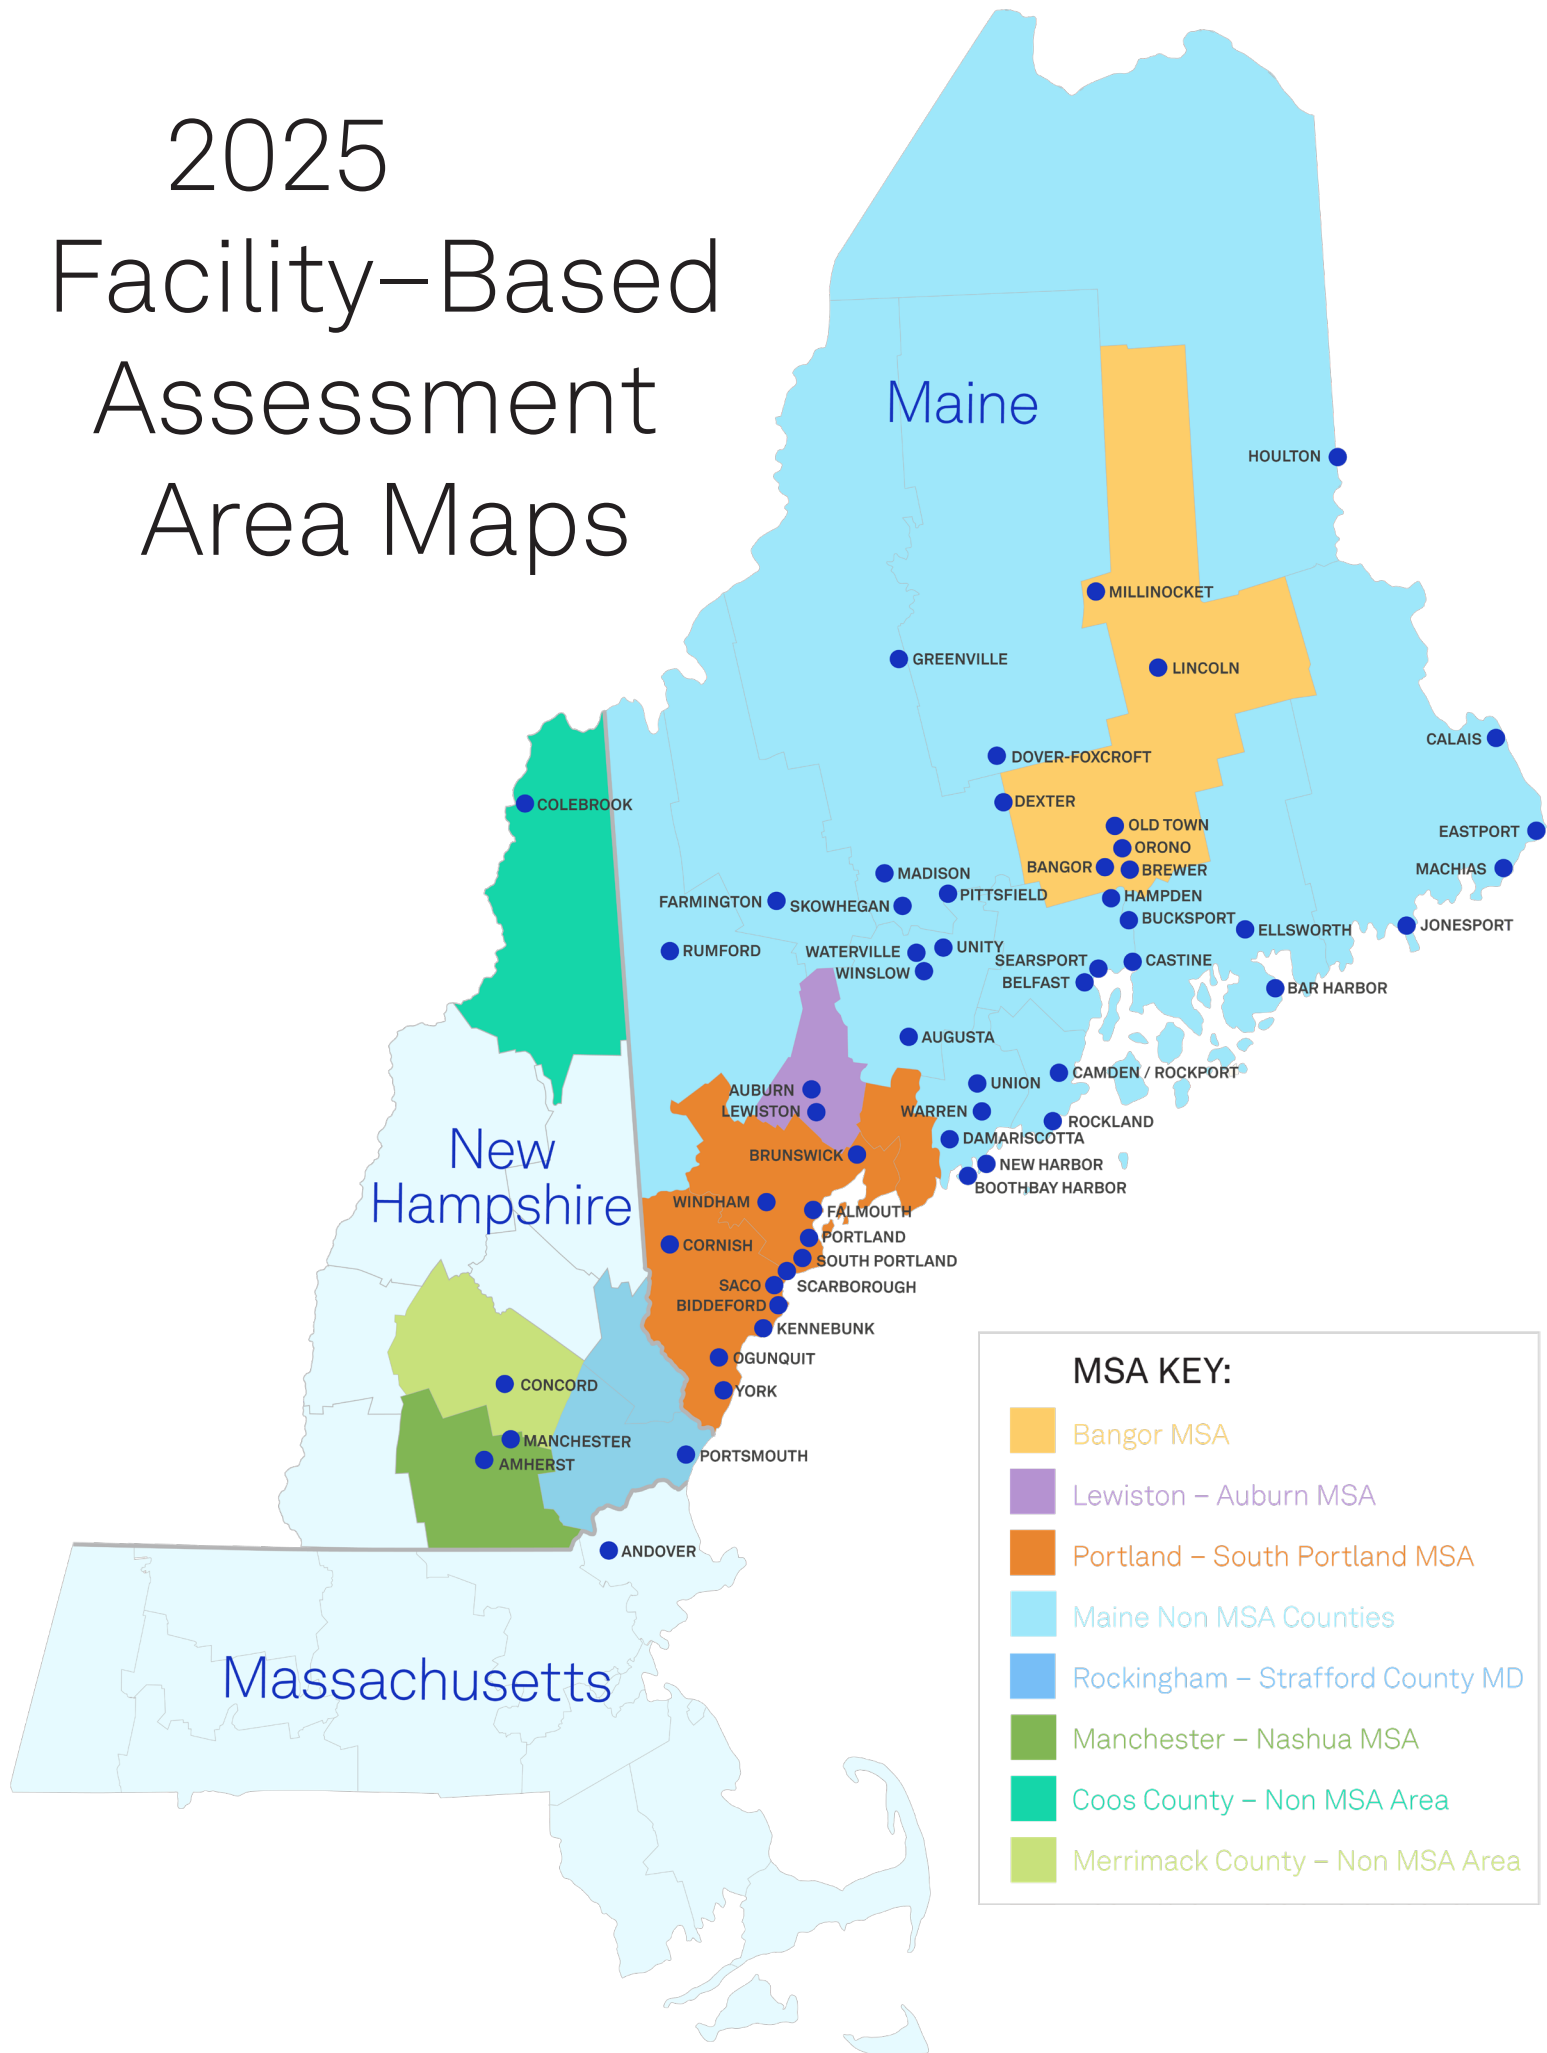 2025
Facility–Based
Assessment
Area Maps
Maine
HOULTON
MILLINOCKET
GREENVILLE
LINCOLN
CALAIS
DOVER-FOXCROFT
DEXTER
COLEBROOK
OLD TOWN
EASTPORT
ORONO
BANGOR
BREWER
MACHIAS
MADISON
PITTSFIELD
HAMPDEN
FARMINGTON
SKOWHEGAN
BUCKSPORT
JONESPORT
ELLSWORTH
RUMFORD
WATERVILLE
UNITY
SEARSPORT
CASTINE
WINSLOW
BELFAST
BAR HARBOR
AUGUSTA
CAMDEN / ROCKPORT
UNION
AUBURN
LEWISTON
WARREN
ROCKLAND
DAMARISCOTTA
New
Hampshire
BRUNSWICK
NEW HARBOR
BOOTHBAY HARBOR
WINDHAM
FALMOUTH
PORTLAND
CORNISH
SOUTH PORTLAND
SACO
SCARBOROUGH
BIDDEFORD
KENNEBUNK
OGUNQUIT
YORK
CONCORD
MANCHESTER
AMHERST
PORTSMOUTH
ANDOVER
Massachusetts
MSA KEY:
Bangor MSA
Lewiston – Auburn MSA
Portland – South Portland MSA
Maine Non MSA Counties
Rockingham – Strafford County MD
Manchester – Nashua MSA
Coos County – Non MSA Area
Merrimack County – Non MSA Area